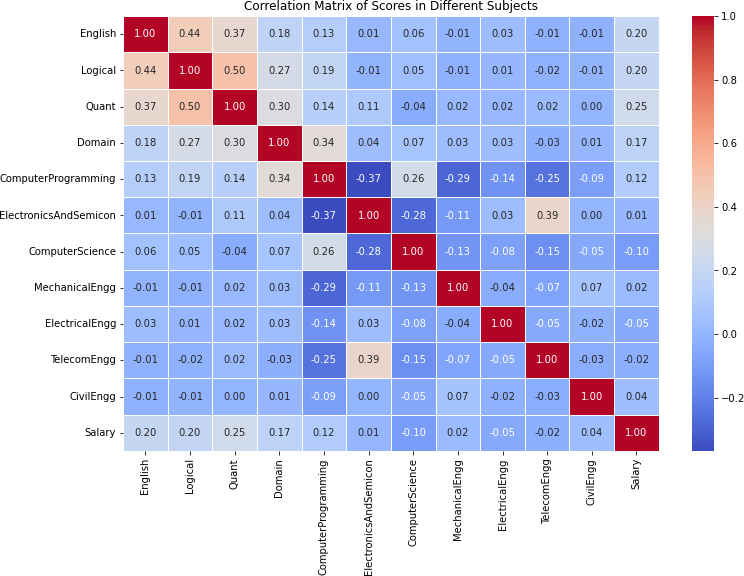 Correlation Matrix of Scores in Different Subjects
English 1.00 0.44 0.37 0.18 0.13 0.01 0.06 -0.01 0.03 -0.01 -0.01 0.20
Logical 0.44 1.00 0.50 0.27 0.19 -0.01 0.05 -0.01 0.01 -0.02 -0.01 0.20
Quant 0.37 0.50 1.00 0.30 0.14 0.11 -0.04 0.02 0.02 0.02 0.00 0.25
Domain 0.18 0.27 0.30 1.00 0.34 0.04 0.07 0.03 0.03 -0.03 0.01 0.17
ComputerProgramming 0.13 0.19 0.14 0.34 1.00 -0.37 0.26 -0.29 -0.14 -0.25 -0.09 0.12
ElectronicsAndSemicon 0.01 -0.01 0.11 0.04 -0.37 1.00 -0.28 -0.11 0.03 0.39 0.00 0.01
ComputerScience 0.06 0.05 -0.04 0.07 0.26 -0.28 1.00 -0.13 -0.08 -0.15 -0.05 -0.10
MechanicalEngg -0.01 -0.01 0.02 0.03 -0.29 -0.11 -0.13 1.00 -0.04 -0.07 0.07 0.02
ElectricalEngg 0.03 0.01 0.02 0.03 -0.14 0.03 -0.08 -0.04 1.00 -0.05 -0.02 -0.05
TelecomEngg -0.01 -0.02 0.02 -0.03 -0.25 0.39 -0.15 -0.07 -0.05 1.00 -0.03 -0.02
CivilEngg -0.01 -0.01 0.00 0.01 -0.09 0.00 -0.05 0.07 -0.02 -0.03 1.00 0.04
Salary 0.20 0.20 0.25 0.17 0.12 0.01 -0.10 0.02 -0.05 -0.02 0.04 1.00
English
Logical
Quant
Domain
ComputerProgramming
ElectronicsAndSemicon
ComputerScience
MechanicalEngg
ElectricalEngg
TelecomEngg
CivilEngg
Salary
1.0
0.8
0.6
0.4
0.2
0.0
−0.2